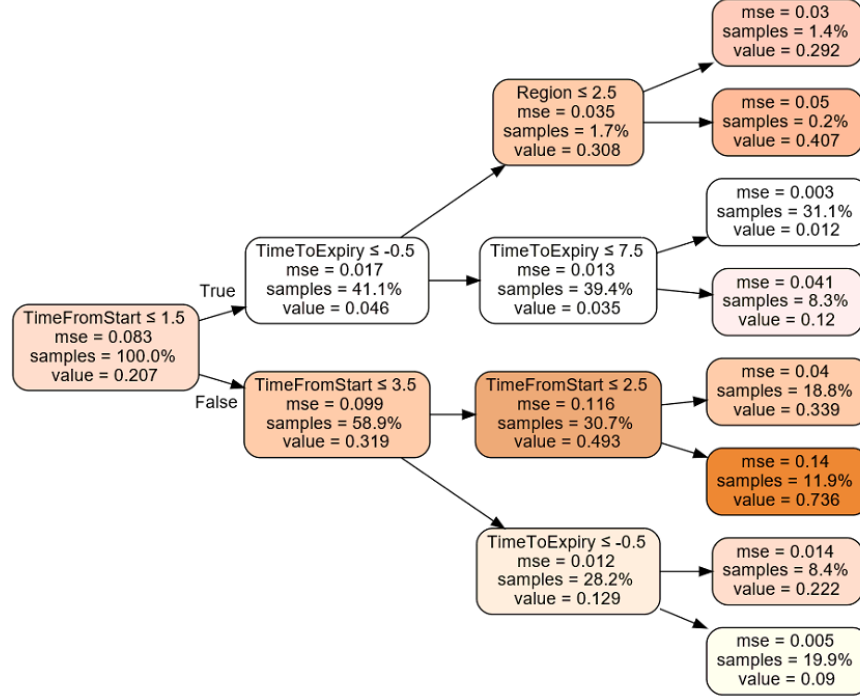 mse = 0.03
samples = 1.4%
value = 0.292
Region ≤ 2.5
mse = 0.035
samples = 1.7%
value = 0.308
mse = 0.05
samples = 0.2%
value = 0.407
mse = 0.003
samples = 31.1%
value = 0.012
TimeToExpiry ≤ -0.5
mse = 0.017
samples = 41.1%
value = 0.046
TimeToExpiry ≤ 7.5
mse = 0.013
samples = 39.4%
value = 0.035
mse = 0.041
samples = 8.3%
value = 0.12
True
TimeFromStart ≤ 1.5
mse = 0.083
samples = 100.0%
value = 0.207
False
TimeFromStart ≤ 3.5
mse = 0.099
samples = 58.9%
value = 0.319
TimeFromStart ≤ 2.5
mse = 0.116
samples = 30.7%
value = 0.493
mse = 0.04
samples = 18.8%
value = 0.339
mse = 0.14
samples = 11.9%
value = 0.736
TimeToExpiry ≤ -0.5
mse = 0.012
samples = 28.2%
value = 0.129
mse = 0.014
samples = 8.4%
value = 0.222
mse = 0.005
samples = 19.9%
value = 0.09